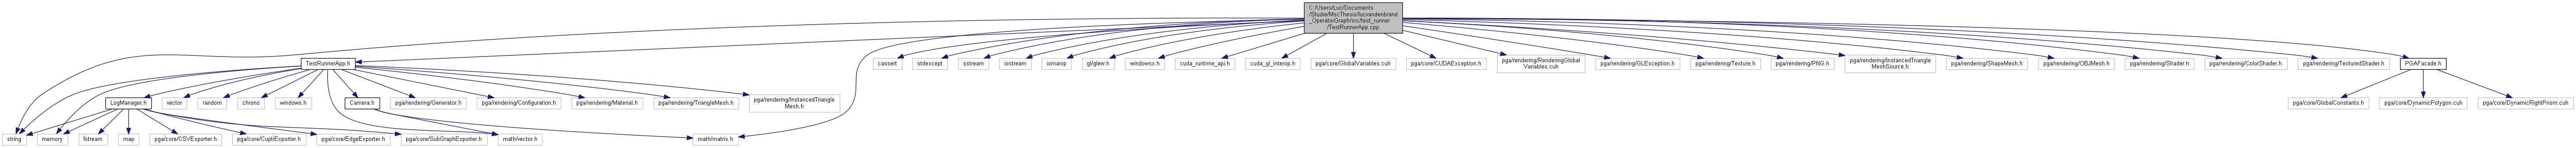 C:/Users/Luc/Documents
/Studie/MscThesis/lucvandenbrand
_OperatorGraph/src/test_runner
/TestRunnerApp.cpp
TestRunnerApp.h
cassert
stdexcept
sstream
iostream
iomanip
gl/glew.h
windowsx.h
cuda_runtime_api.h
cuda_gl_interop.h
pga/core/GlobalVariables.cuh
pga/core/CUDAException.h
pga/rendering/RenderingGlobal
Variables.cuh
pga/rendering/GLException.h
pga/rendering/Texture.h
pga/rendering/PNG.h
pga/rendering/InstancedTriangle
MeshSource.h
pga/rendering/ShapeMesh.h
pga/rendering/OBJMesh.h
pga/rendering/Shader.h
pga/rendering/ColorShader.h
pga/rendering/TexturedShader.h
PGAFacade.h
LogManager.h
vector
random
chrono
windows.h
Camera.h
pga/rendering/Generator.h
pga/rendering/Configuration.h
pga/rendering/Material.h
pga/rendering/TriangleMesh.h
pga/rendering/InstancedTriangle
Mesh.h
pga/core/GlobalConstants.h
pga/core/DynamicPolygon.cuh
pga/core/DynamicRightPrism.cuh
string
memory
fstream
map
pga/core/CSVExporter.h
pga/core/CuptiExporter.h
pga/core/EdgeExporter.h
pga/core/SubGraphExporter.h
math/vector.h
math/matrix.h